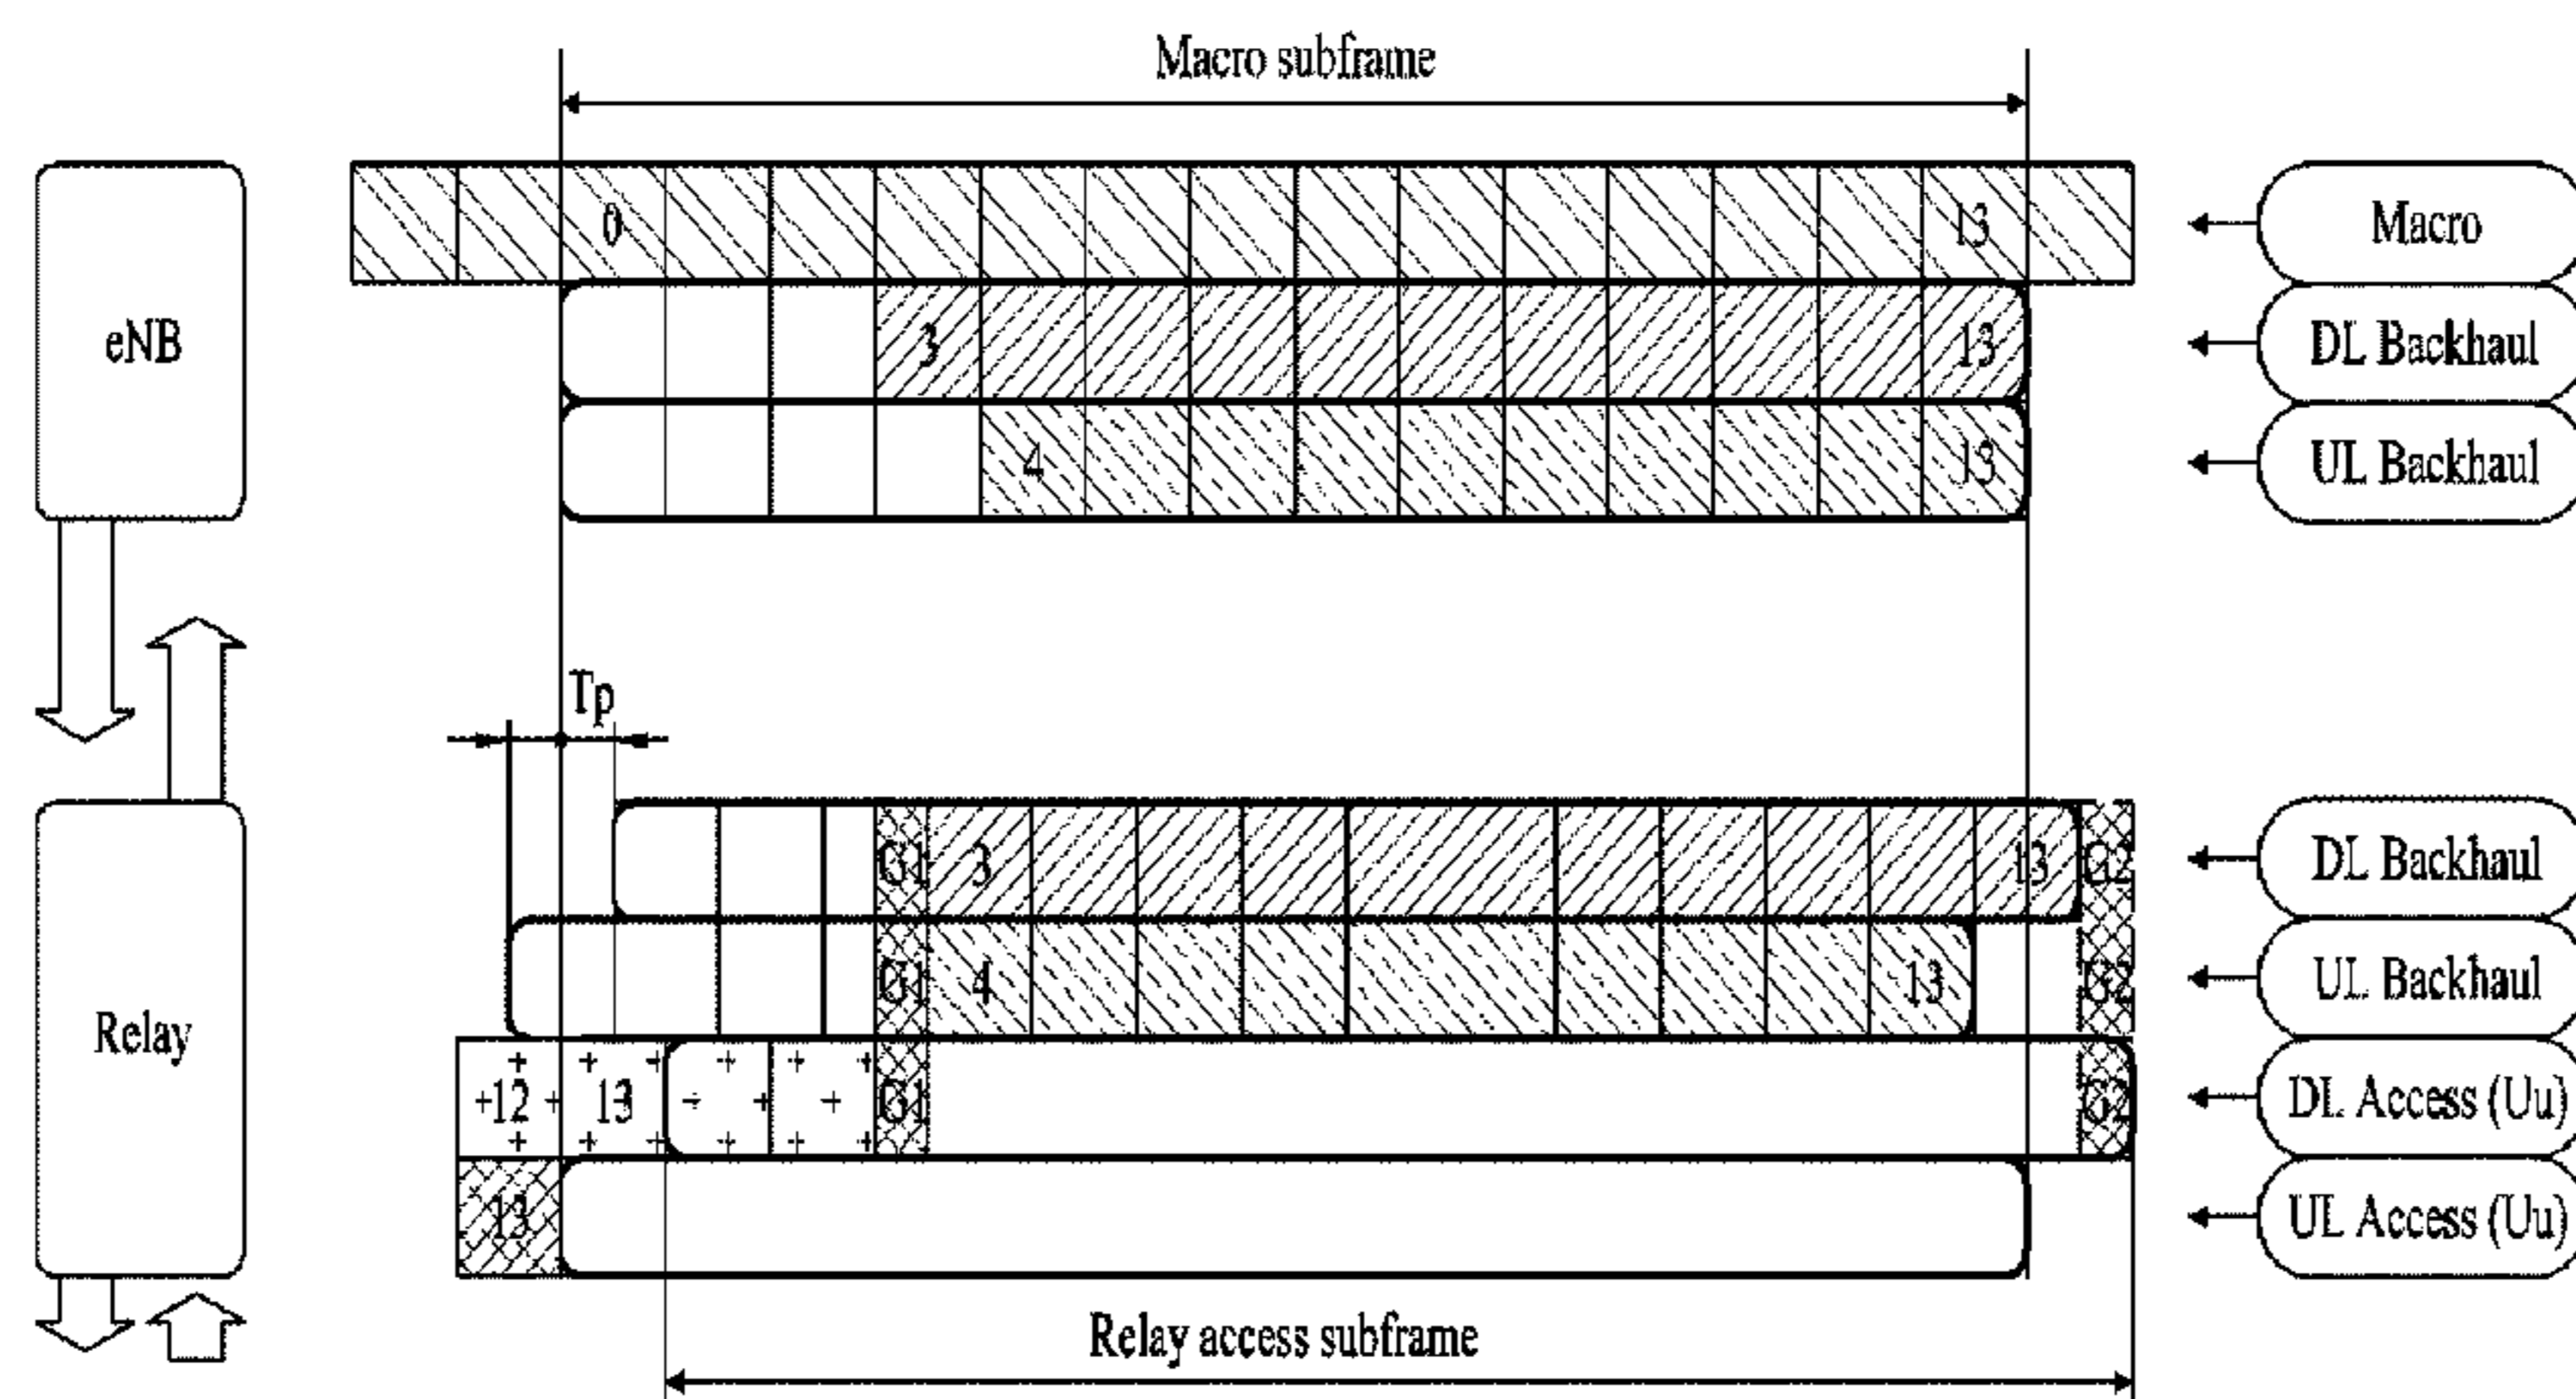 Macro subframe
0 13 Macro
eNB 3 13 DL Backhaul
4 13 UL Backhaul
Tp
G1 3 13 G2 DL Backhaul
G1 4 13 G2 UL Backhaul
Relay 12 13 G1 G2 DL Access (Uu)
13 UL Access (Uu)
Relay access subframe